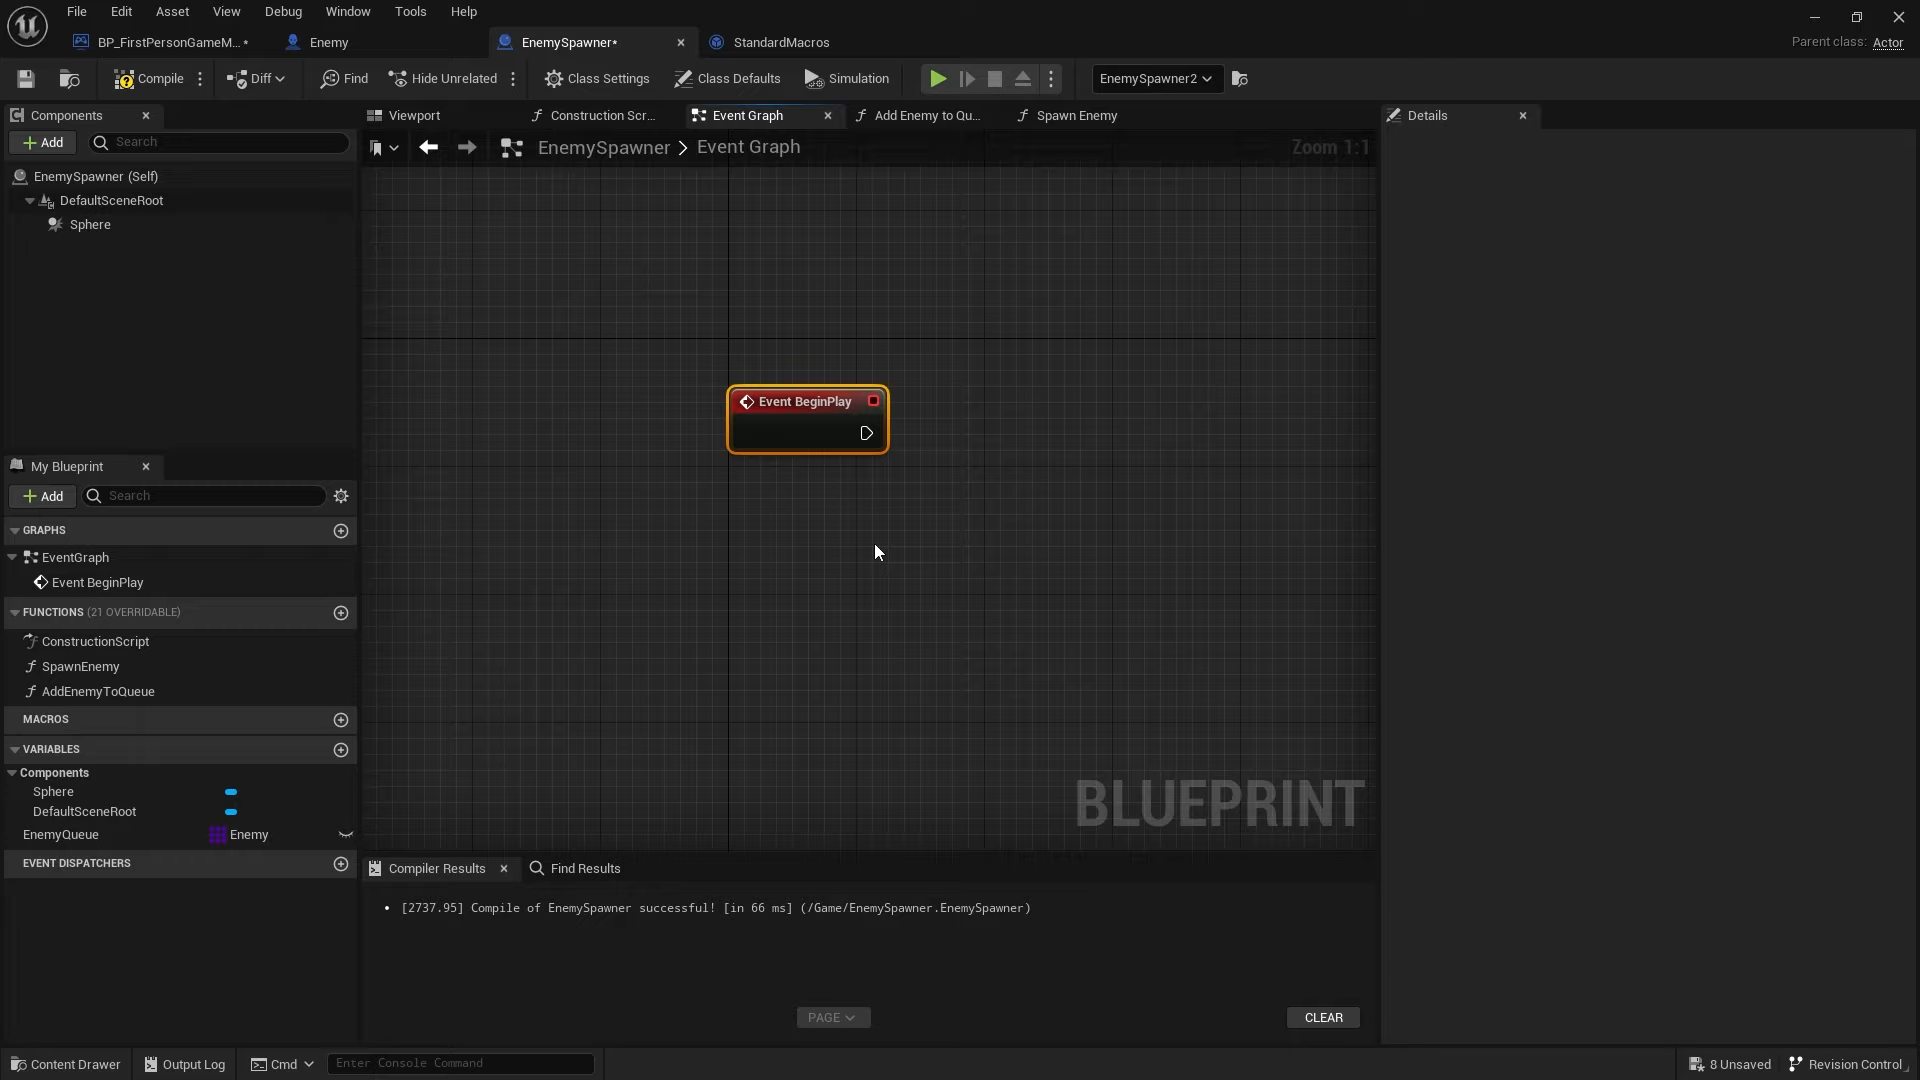 File Edit Asset View Debug Window Tools Help
BP_FirstPersonGameM... * Enemy EnemySpawner* StandardMacros
Parent class: Actor
Compile Diff Find Hide Unrelated Class Settings Class Defaults Simulation EnemySpawner2
Components
Viewport Construction Scr... Event Graph Add Enemy to Qu... Spawn Enemy
Details
Add Search
EnemySpawner > Event Graph
Zoom 1:1
EnemySpawner (Self)
DefaultSceneRoot
Sphere
Event BeginPlay
My Blueprint
Add Search
GRAPHS
EventGraph
Event BeginPlay
FUNCTIONS (21 OVERRIDABLE)
ConstructionScript
SpawnEnemy
AddEnemyToQueue
MACROS
VARIABLES
Components
Sphere
DefaultSceneRoot
EnemyQueue Enemy
EVENT DISPATCHERS
BLUEPRINT
Compiler Results Find Results
• [2737.95] Compile of EnemySpawner successful! [in 66 ms] (/Game/EnemySpawner.EnemySpawner)
PAGE
CLEAR
Content Drawer Output Log Cmd Enter Console Command
8 Unsaved Revision Control